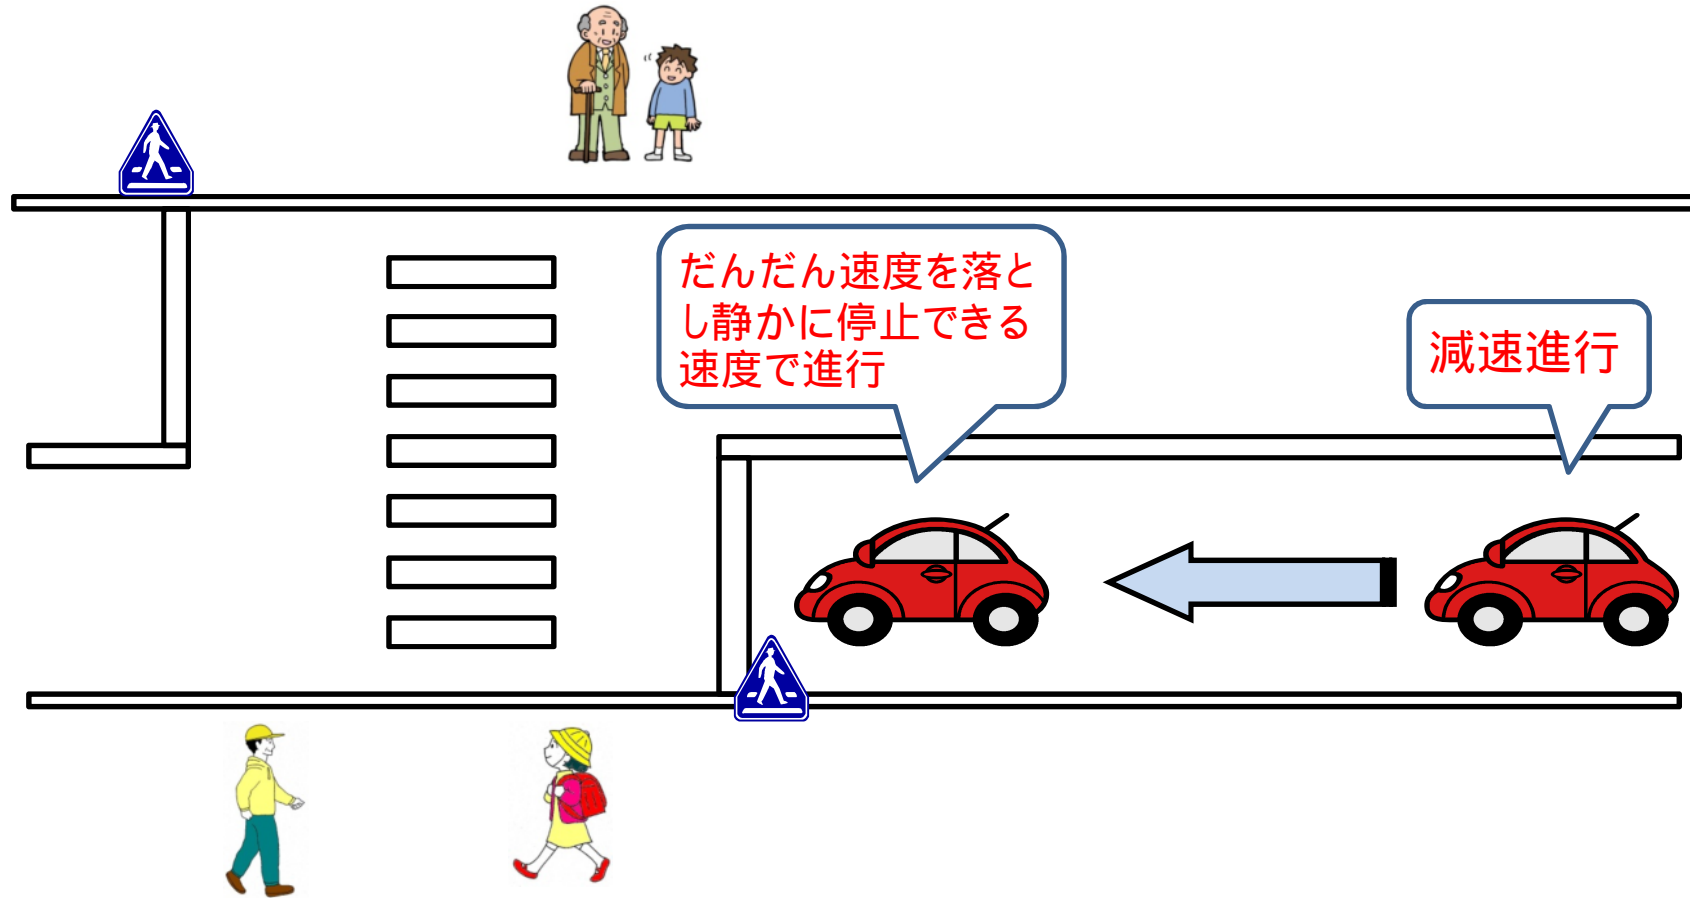 だんだん速度を落と
し静かに停止できる
速度で進行
減速進行